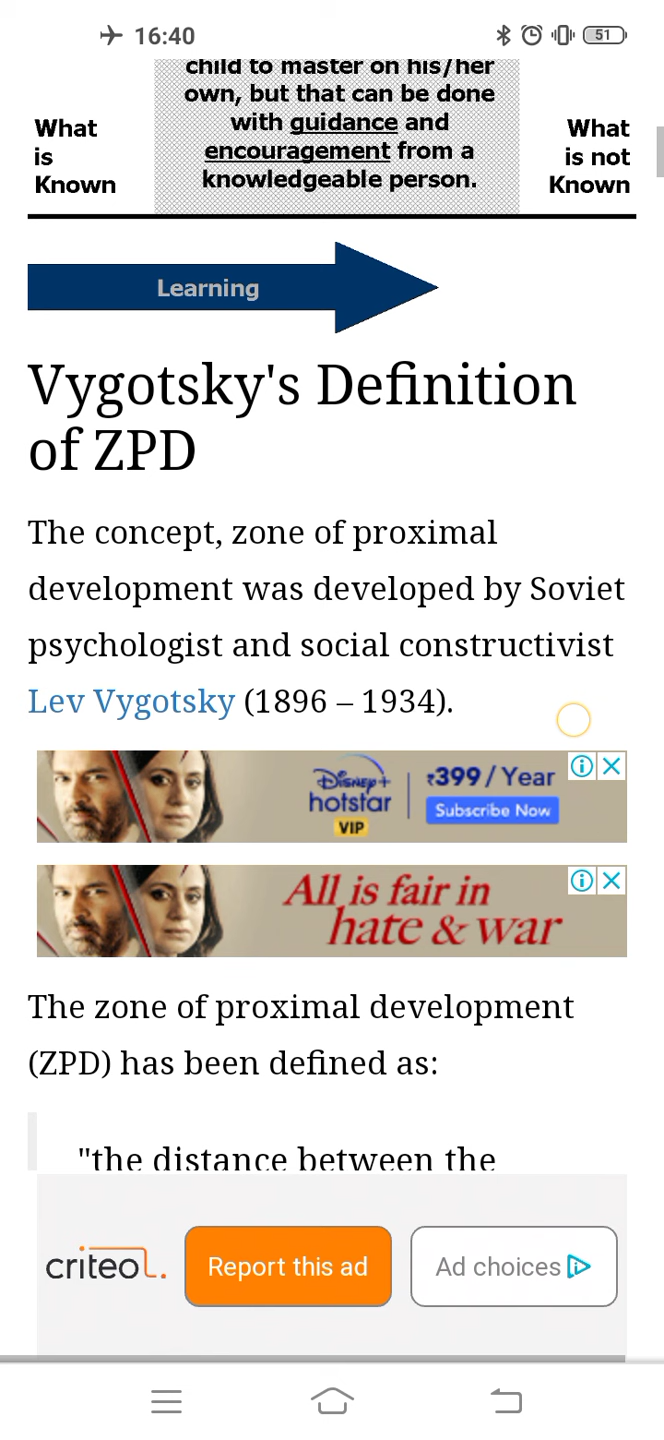 16:40
51
child to master on his/her
own, but that can be done
with guidance and
encouragement from a
knowledgeable person.
What
is
Known
What
is not
Known
Learning
Vygotsky's Definition
of ZPD
The concept, zone of proximal
development was developed by Soviet
psychologist and social constructivist
Lev Vygotsky (1896 – 1934).
Disney+
hotstar
VIP
₹399/Year
Subscribe Now
All is fair in
hate & war
The zone of proximal development
(ZPD) has been defined as:
"the distance between the
criteo.
Report this ad
Ad choices